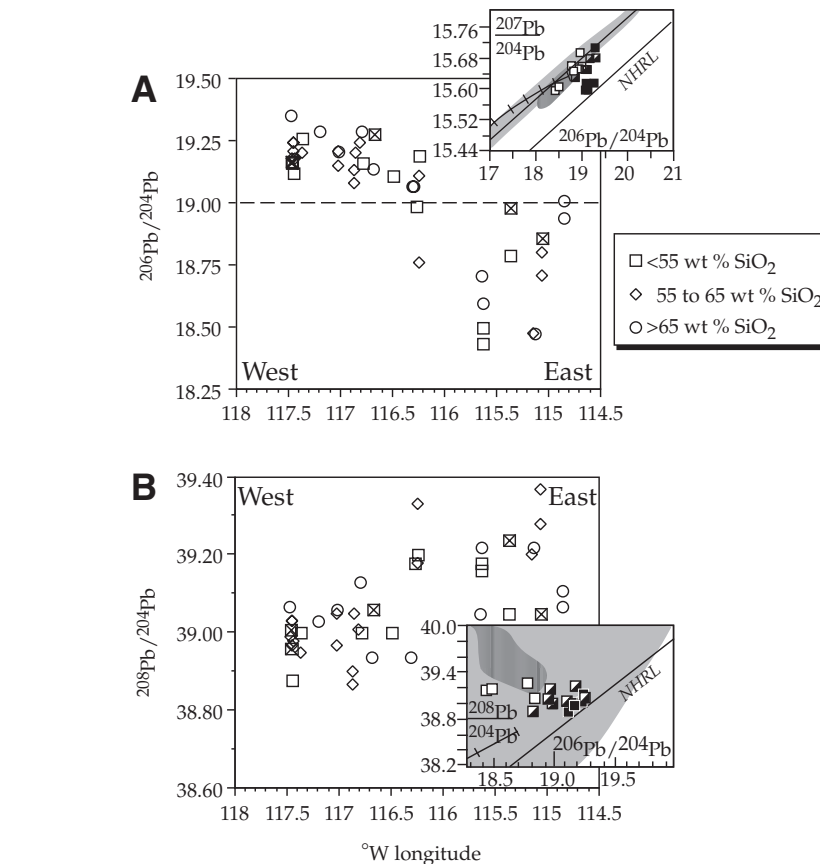 A
19.50
19.25
19.00
18.75
18.50
18.25
206Pb/204Pb
118 117.5 117 116.5 116 115.5 115 114.5
West East
207Pb
204Pb
15.76
15.68
15.60
15.52
15.44
NHRL
206Pb/204Pb
17 18 19 20 21
<55 wt % SiO2
55 to 65 wt % SiO2
>65 wt % SiO2
B
39.40
39.20
39.00
38.80
38.60
208Pb/204Pb
West East
40.0
39.4
38.8
38.2
208Pb
204Pb
NHRL
206Pb/204Pb
18.5 19.0 19.5
118 117.5 117 116.5 116 115.5 115 114.5
°W longitude